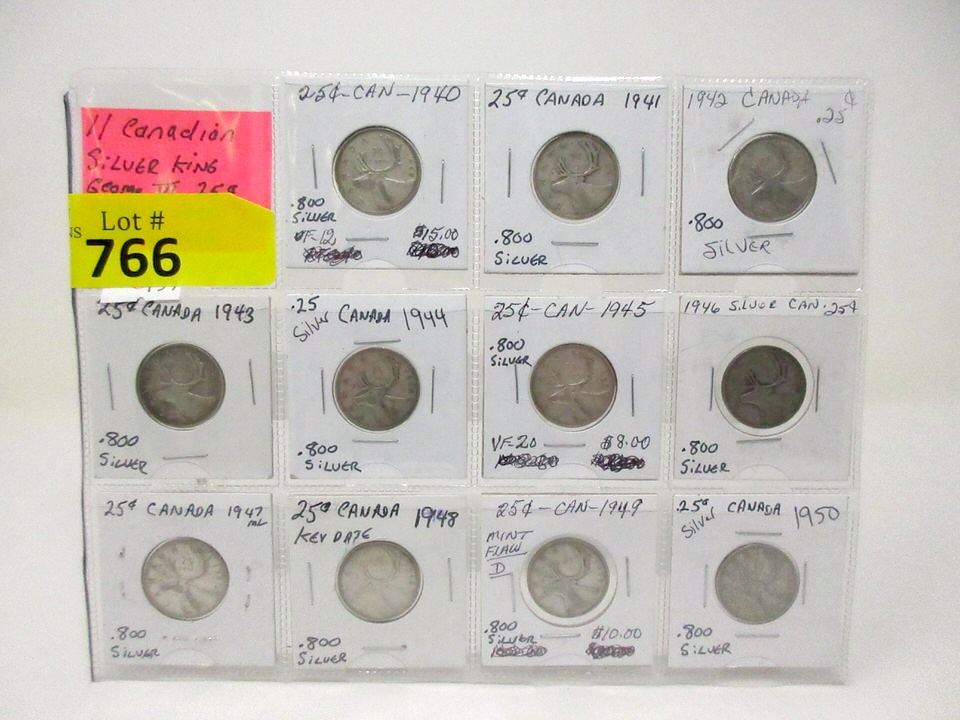 11 Canadian
SILVER KING
George 25¢
NS Lot #
766
25¢-CAN-1940
.800
SILVER
VF-12 $15.00
25¢ CANADA 1941
.800
SILVER
1942 CANADA .25¢
.800
SILVER
25¢ CANADA 1943
.800
SILVER
.25
Silver CANADA 1944
.800
SILVER
25¢-CAN-1945
.800
SILVER
VF-20 $8.00
1946 SILVER CAN .25¢
.800
SILVER
25¢ CANADA 1947
ML
.800
SILVER
25¢ CANADA 1948
KEY DATE
.800
SILVER
25¢-CAN-1949
MINT
FLAW
D
.800
SILVER $10.00
25¢ CANADA 1950
Silver
.800
SILVER